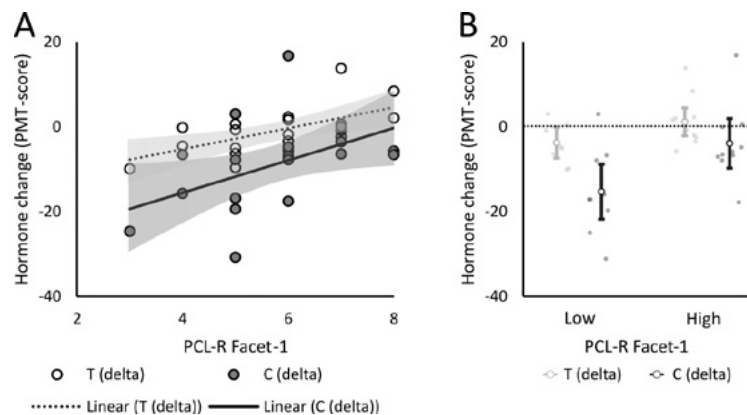 A
B
Hormone change (PMT-score)
20
0
-20
-40
2 4 6 8
PCL-R Facet-1
T (delta) C (delta)
Linear (T (delta)) Linear (C (delta))
Hormone change (PMT-score)
20
0
-20
-40
Low High
PCL-R Facet-1
T (delta) C (delta)